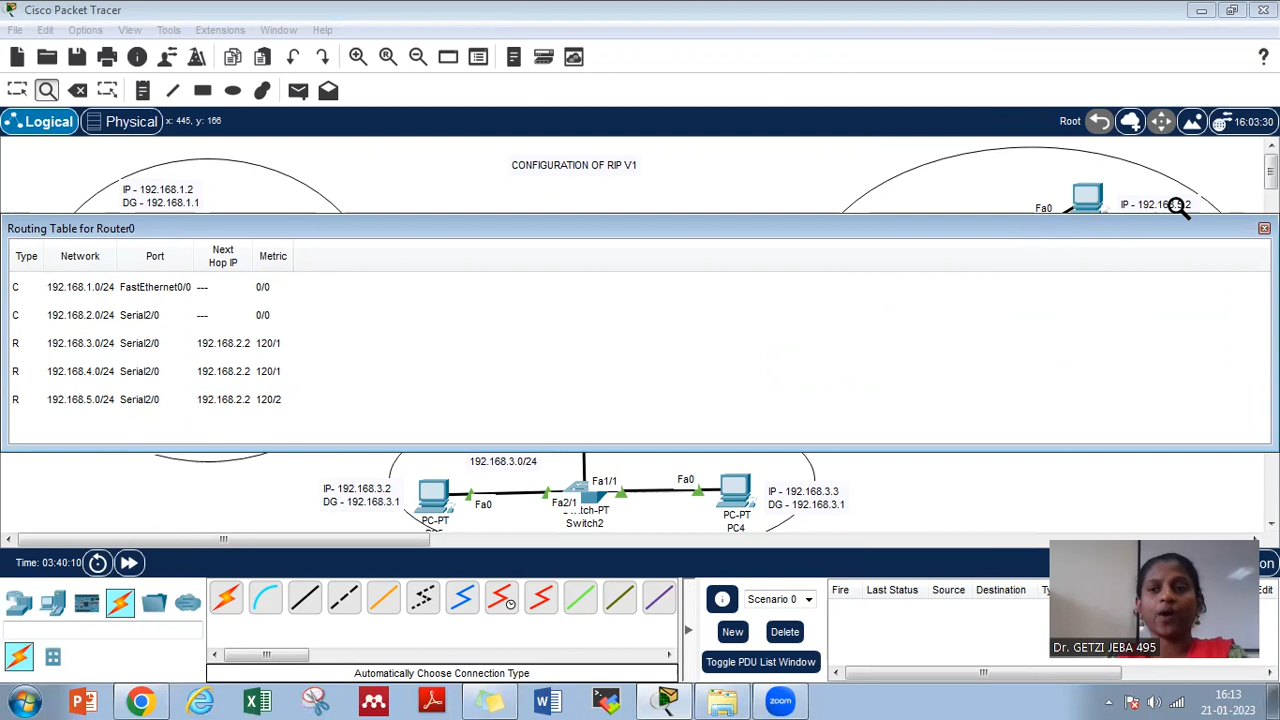 Cisco Packet Tracer
File Edit Options View Tools Extensions Window Help
?
Logical Physical x: 445, y: 166 Root 16:03:30
CONFIGURATION OF RIP V1
IP - 192.168.1.2
DG - 192.168.1.1
Fa0
IP - 192.168.5.2
Routing Table for Router0
Type Network Port Next Hop IP Metric
C 192.168.1.0/24 FastEthernet0/0 --- 0/0
C 192.168.2.0/24 Serial2/0 --- 0/0
R 192.168.3.0/24 Serial2/0 192.168.2.2 120/1
R 192.168.4.0/24 Serial2/0 192.168.2.2 120/1
R 192.168.5.0/24 Serial2/0 192.168.2.2 120/2
192.168.3.0/24
IP- 192.168.3.2
DG - 192.168.3.1
PC-PT
Fa0
Fa2/1
Fa1/1
Switch2
Fa0
PC-PT
PC4
IP - 192.168.3.3
DG - 192.168.3.1
Time: 03:40:10
Scenario 0
New Delete
Toggle PDU List Window
Fire Last Status Source Destination
Edit
Automatically Choose Connection Type
Dr. GETZI JEBA 495
zoom
16:13
21-01-2023